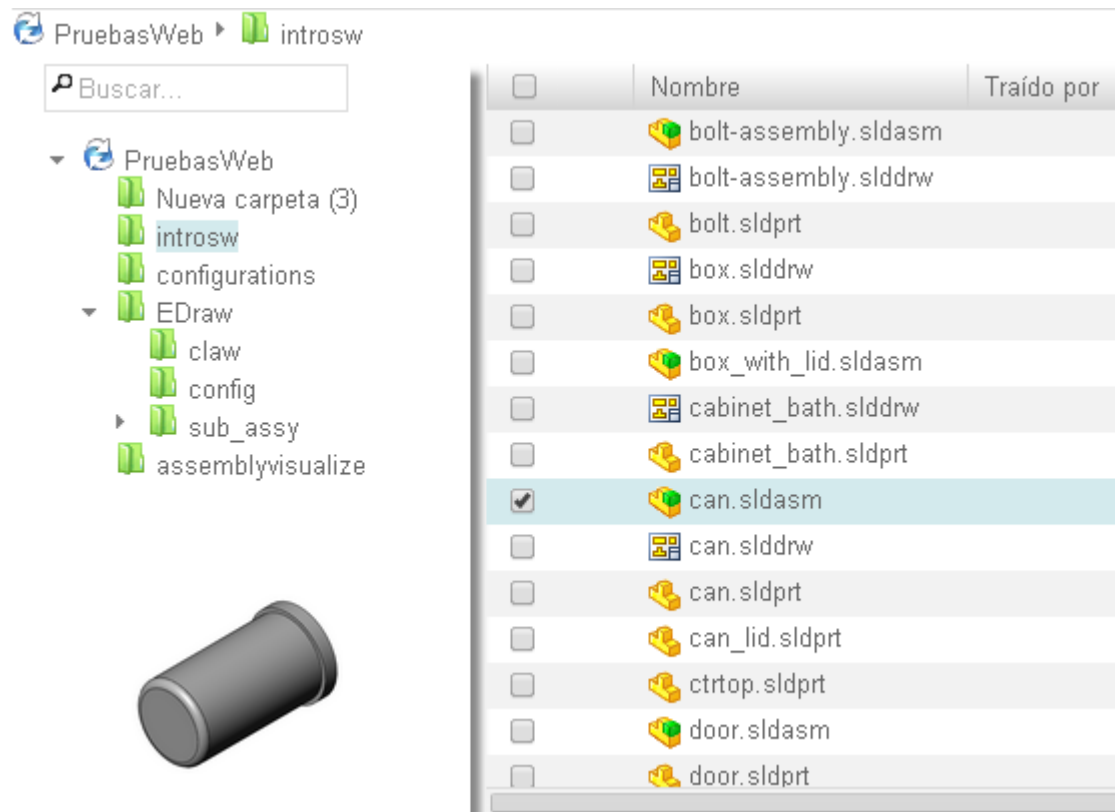 PruebasWeb introsw
Buscar...
PruebasWeb
Nueva carpeta (3)
introsw
configurations
EDraw
claw
config
sub_assy
assemblyvisualize
Nombre Traído por
bolt-assembly.sldasm
bolt-assembly.slddrw
bolt.sldprt
box.slddrw
box.sldprt
box_with_lid.sldasm
cabinet_bath.slddrw
cabinet_bath.sldprt
can.sldasm
can.slddrw
can.sldprt
can_lid.sldprt
ctrtop.sldprt
door.sldasm
door.sldprt